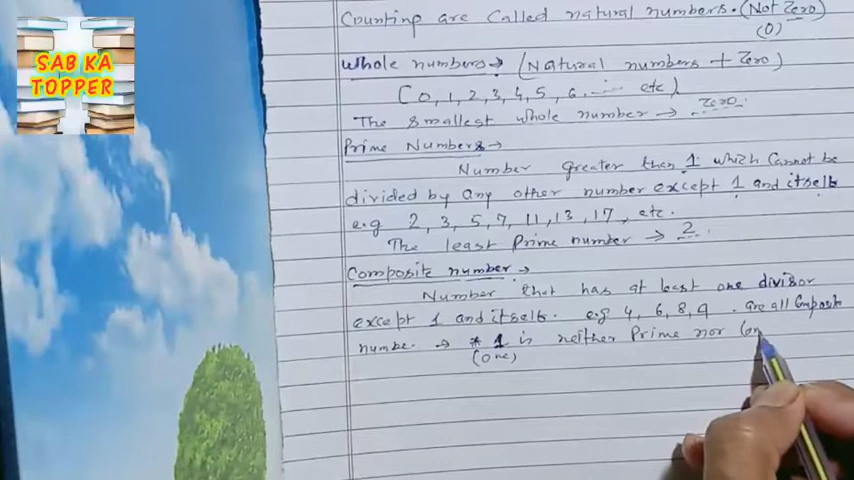 SAB KA
TOPPER
Counting are Called natural numbers. (Not Zero)
(0)
Whole numbers → (Natural numbers + Zero)
(0, 1, 2, 3, 4, 5, 6, ..... etc)
The smallest whole number → Zero.
Prime Numbers →
Number greater then 1 which Cannot be
divided by any other number except 1 and itself
e.g 2, 3, 5, 7, 11, 13, 17, etc.
The least Prime number → 2.
Composite number →
Number that has at least one divisor
except 1 and itself. e.g 4, 6, 8, 9 . are all Composite
numbe. → * 1 is neither Prime nor Com
(One)